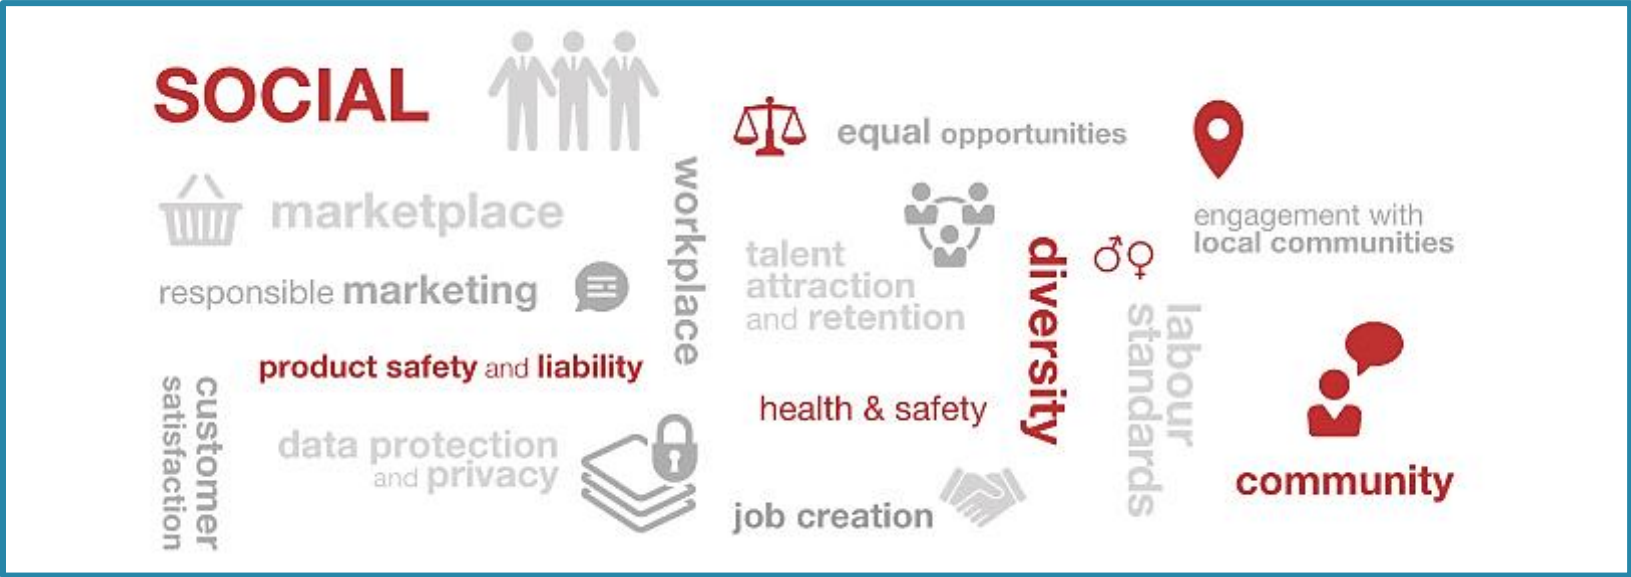 SOCIAL
marketplace
responsible marketing
product safety and liability
customer
satisfaction
data protection
and privacy
workplace
equal opportunities
talent
attraction
and retention
health & safety
job creation
diversity
engagement with
local communities
labour
standards
community